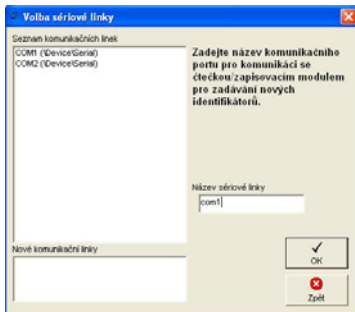 Volba sériové linky
Seznam komunikačních linek
COM1 (\Device\Serial)
COM2 (\Device\Serial)
Zadejte název komunikačního
portu pro komunikáci se
čtečkou/zapisovacím modulem
pro zadávání nových
identifikátorů.
Název sériové linky
com1
Nové komunikační linky
OK
Zpět